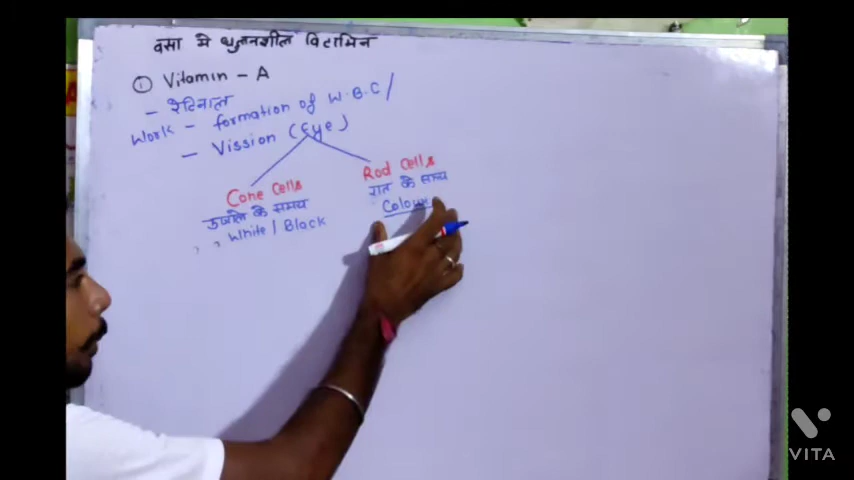 वसा मे घुलनशील विटामिन
① Vitamin - A
- रेटिनाल
Work - formation of W.B.C /
- Vission (Eye)
Cone Cells
उजाले के समय
White / Black
Rod Cells
रात के समय
VITA